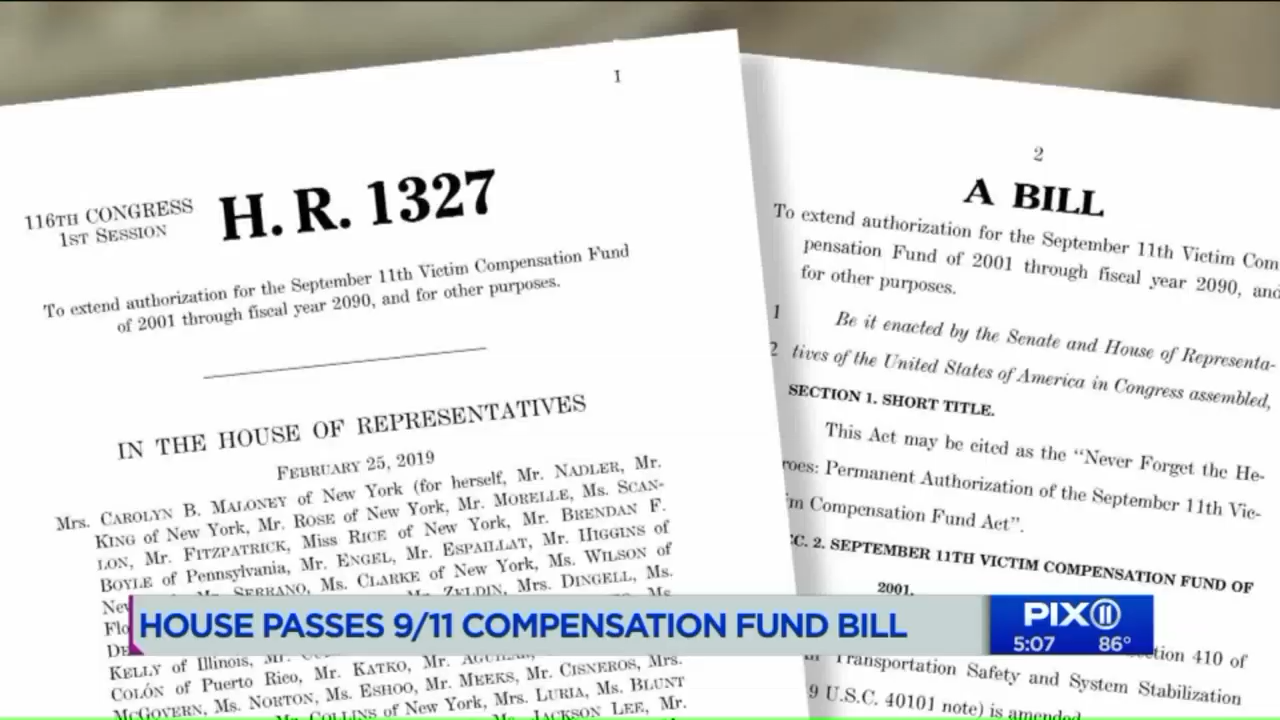 I
116TH CONGRESS
1ST SESSION
H. R. 1327
To extend authorization for the September 11th Victim Compensation Fund
of 2001 through fiscal year 2090, and for other purposes.
IN THE HOUSE OF REPRESENTATIVES
FEBRUARY 25, 2019
Mrs. CAROLYN B. MALONEY of New York (for herself, Mr. NADLER, Mr.
KING of New York, Mr. ROSE of New York, Mr. MORELLE, Ms. SCAN-
LON, Mr. FITZPATRICK, Miss RICE of New York, Mr. BRENDAN F.
BOYLE of Pennsylvania, Mr. ENGEL, Mr. ESPAILLAT, Mr. HIGGINS of
SERRANO, Ms. CLARKE of New York, Ms. WILSON of
ZELDIN, Mrs. DINGELL, Ms.
KELLY of Illinois, Mr.
COLÓN of Puerto Rico, Mr. KATKO, Mr.
MCGOVERN, Ms. NORTON, Ms. ESHOO, Mr. MEEKS, Mr. CISNEROS, Mrs.
COLLINS of New York, Mrs. LURIA, Ms. BLUNT
JACKSON LEE, Mr.
2
A BILL
To extend authorization for the September 11th Victim Com
pensation Fund of 2001 through fiscal year 2090, and
for other purposes.
1 Be it enacted by the Senate and House of Representa-
2 tives of the United States of America in Congress assembled,
SECTION 1. SHORT TITLE.
This Act may be cited as the “Never Forget the He-
roes: Permanent Authorization of the September 11th Vic-
im Compensation Fund Act”.
EC. 2. SEPTEMBER 11TH VICTIM COMPENSATION FUND OF
2001.
ction 410 of
Transportation Safety and System Stabilization
9 U.S.C. 40101 note) is amended
HOUSE PASSES 9/11 COMPENSATION FUND BILL
PIX11
5:07 86°